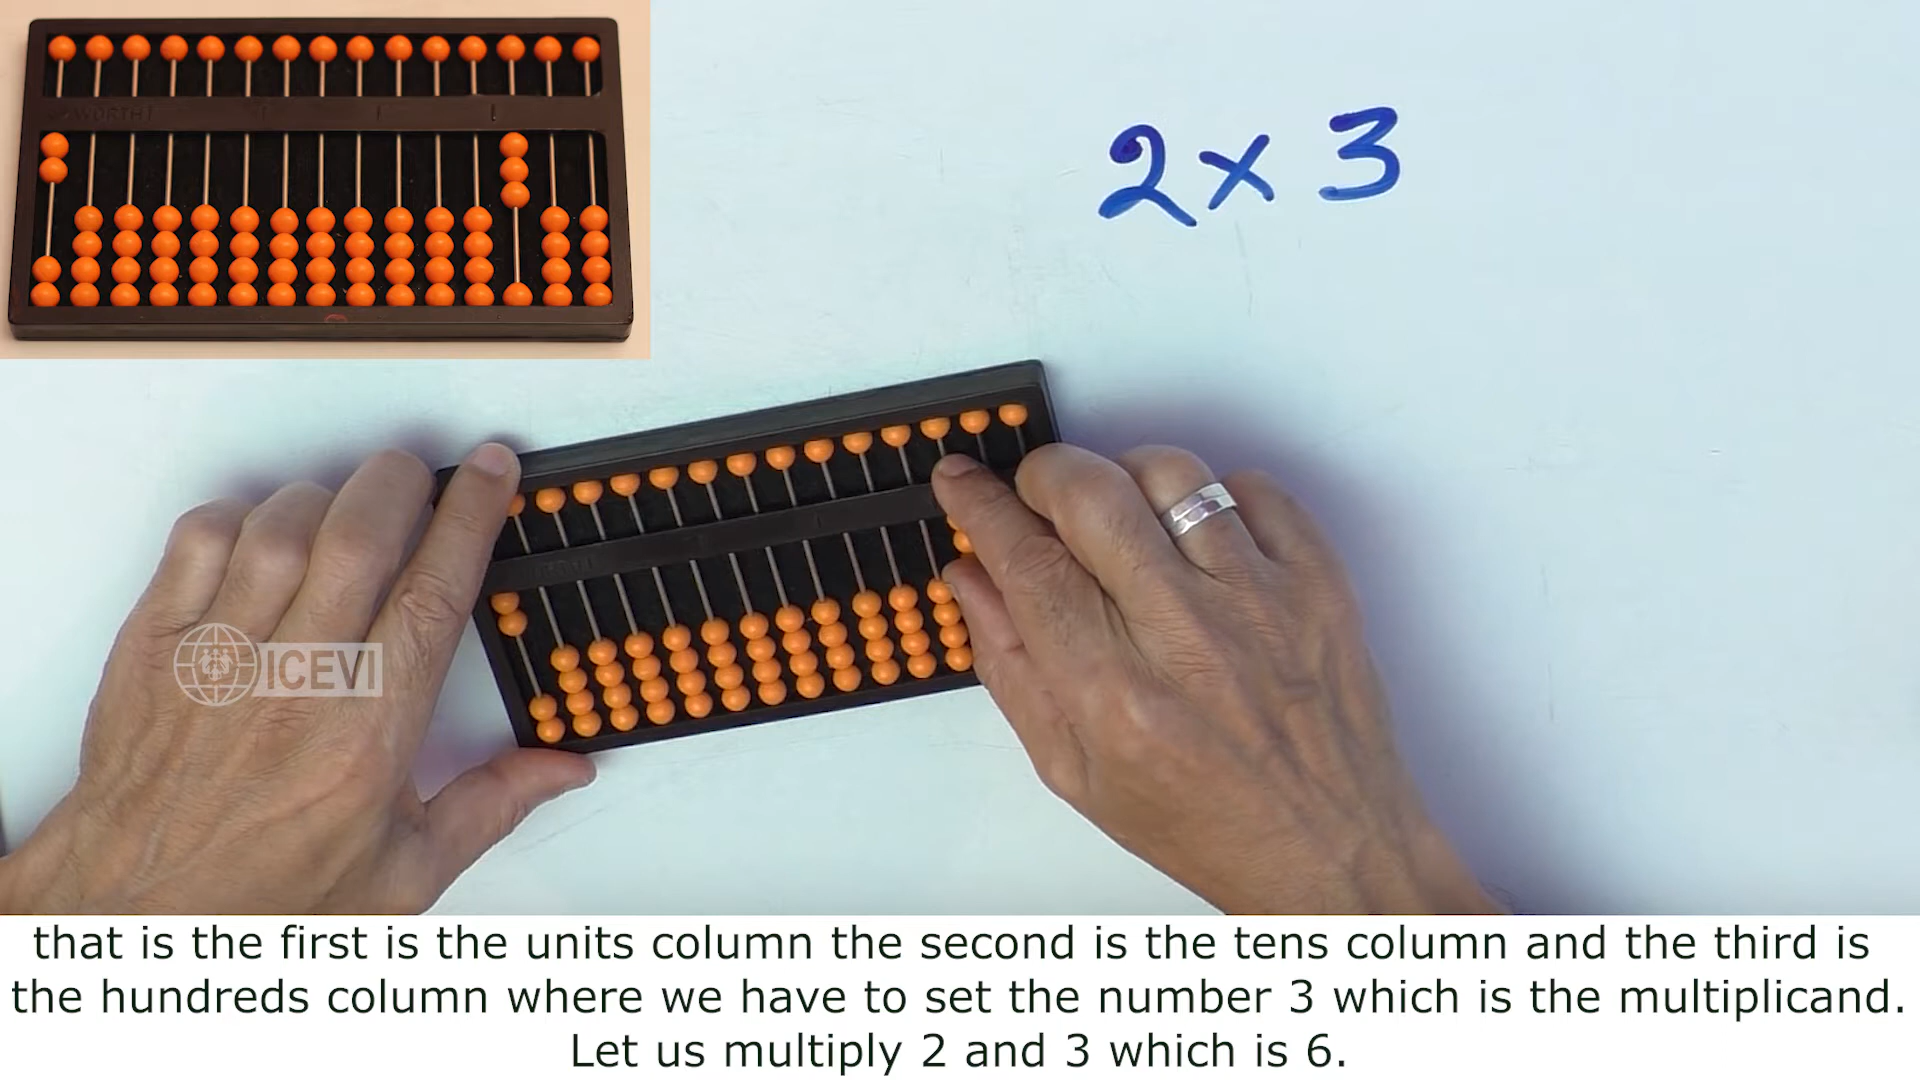 2 x 3
ICEVI
that is the first is the units column the second is the tens column and the third is
the hundreds column where we have to set the number 3 which is the multiplicand.
Let us multiply 2 and 3 which is 6.